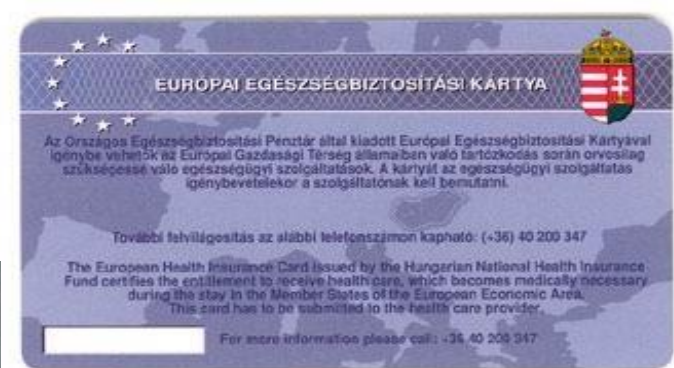 EURÓPAI EGÉSZSÉGBIZTOSÍTÁSI KÁRTYA
Az Országos Egészségbiztosítási Pénztár által kiadott Európai Egészségbiztosítási Kártyával
igénybe vehetők az Európai Gazdasági Térség államaiben való tartózkodás során orvosilag
szükségessé váló egészségügyi szolgáltatások. A kártyát az egészségügyi szolgáltatás
igénybevételekor a szolgáltatónak kell bemutatni.
További felvilágosítás az alábbi telefonszámon kapható: (+36) 40 200 347
The European Health Insurance Card issued by the Hungarian National Health Insurance
Fund certifies the entitlement to receive health care, which becomes medically necessary
during the stay in the Member States of the European Economic Area.
This card has to be submitted to the health care provider.
For more information please call: +36 40 200 347